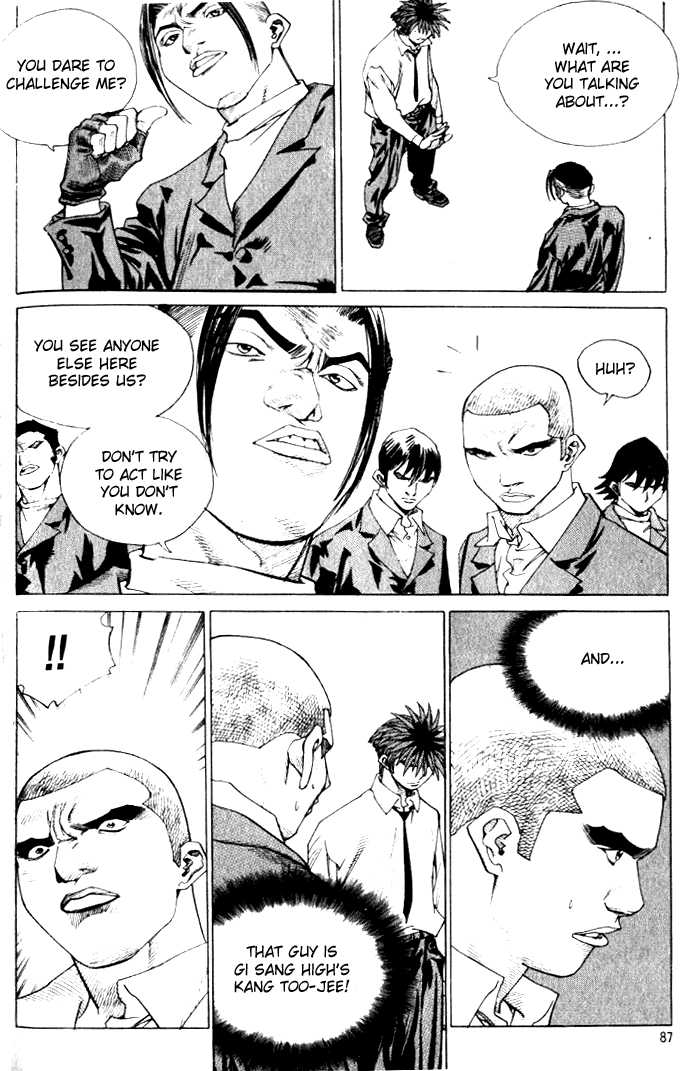 YOU DARE TO
CHALLENGE ME?
WAIT, ...
WHAT ARE
YOU TALKING
ABOUT...?
YOU SEE ANYONE
ELSE HERE
BESIDES US?
DON'T TRY
TO ACT LIKE
YOU DON'T
KNOW.
HUH?
!!
THAT GUY IS
GI SANG HIGH'S
KANG TOO-JEE!
AND...
87